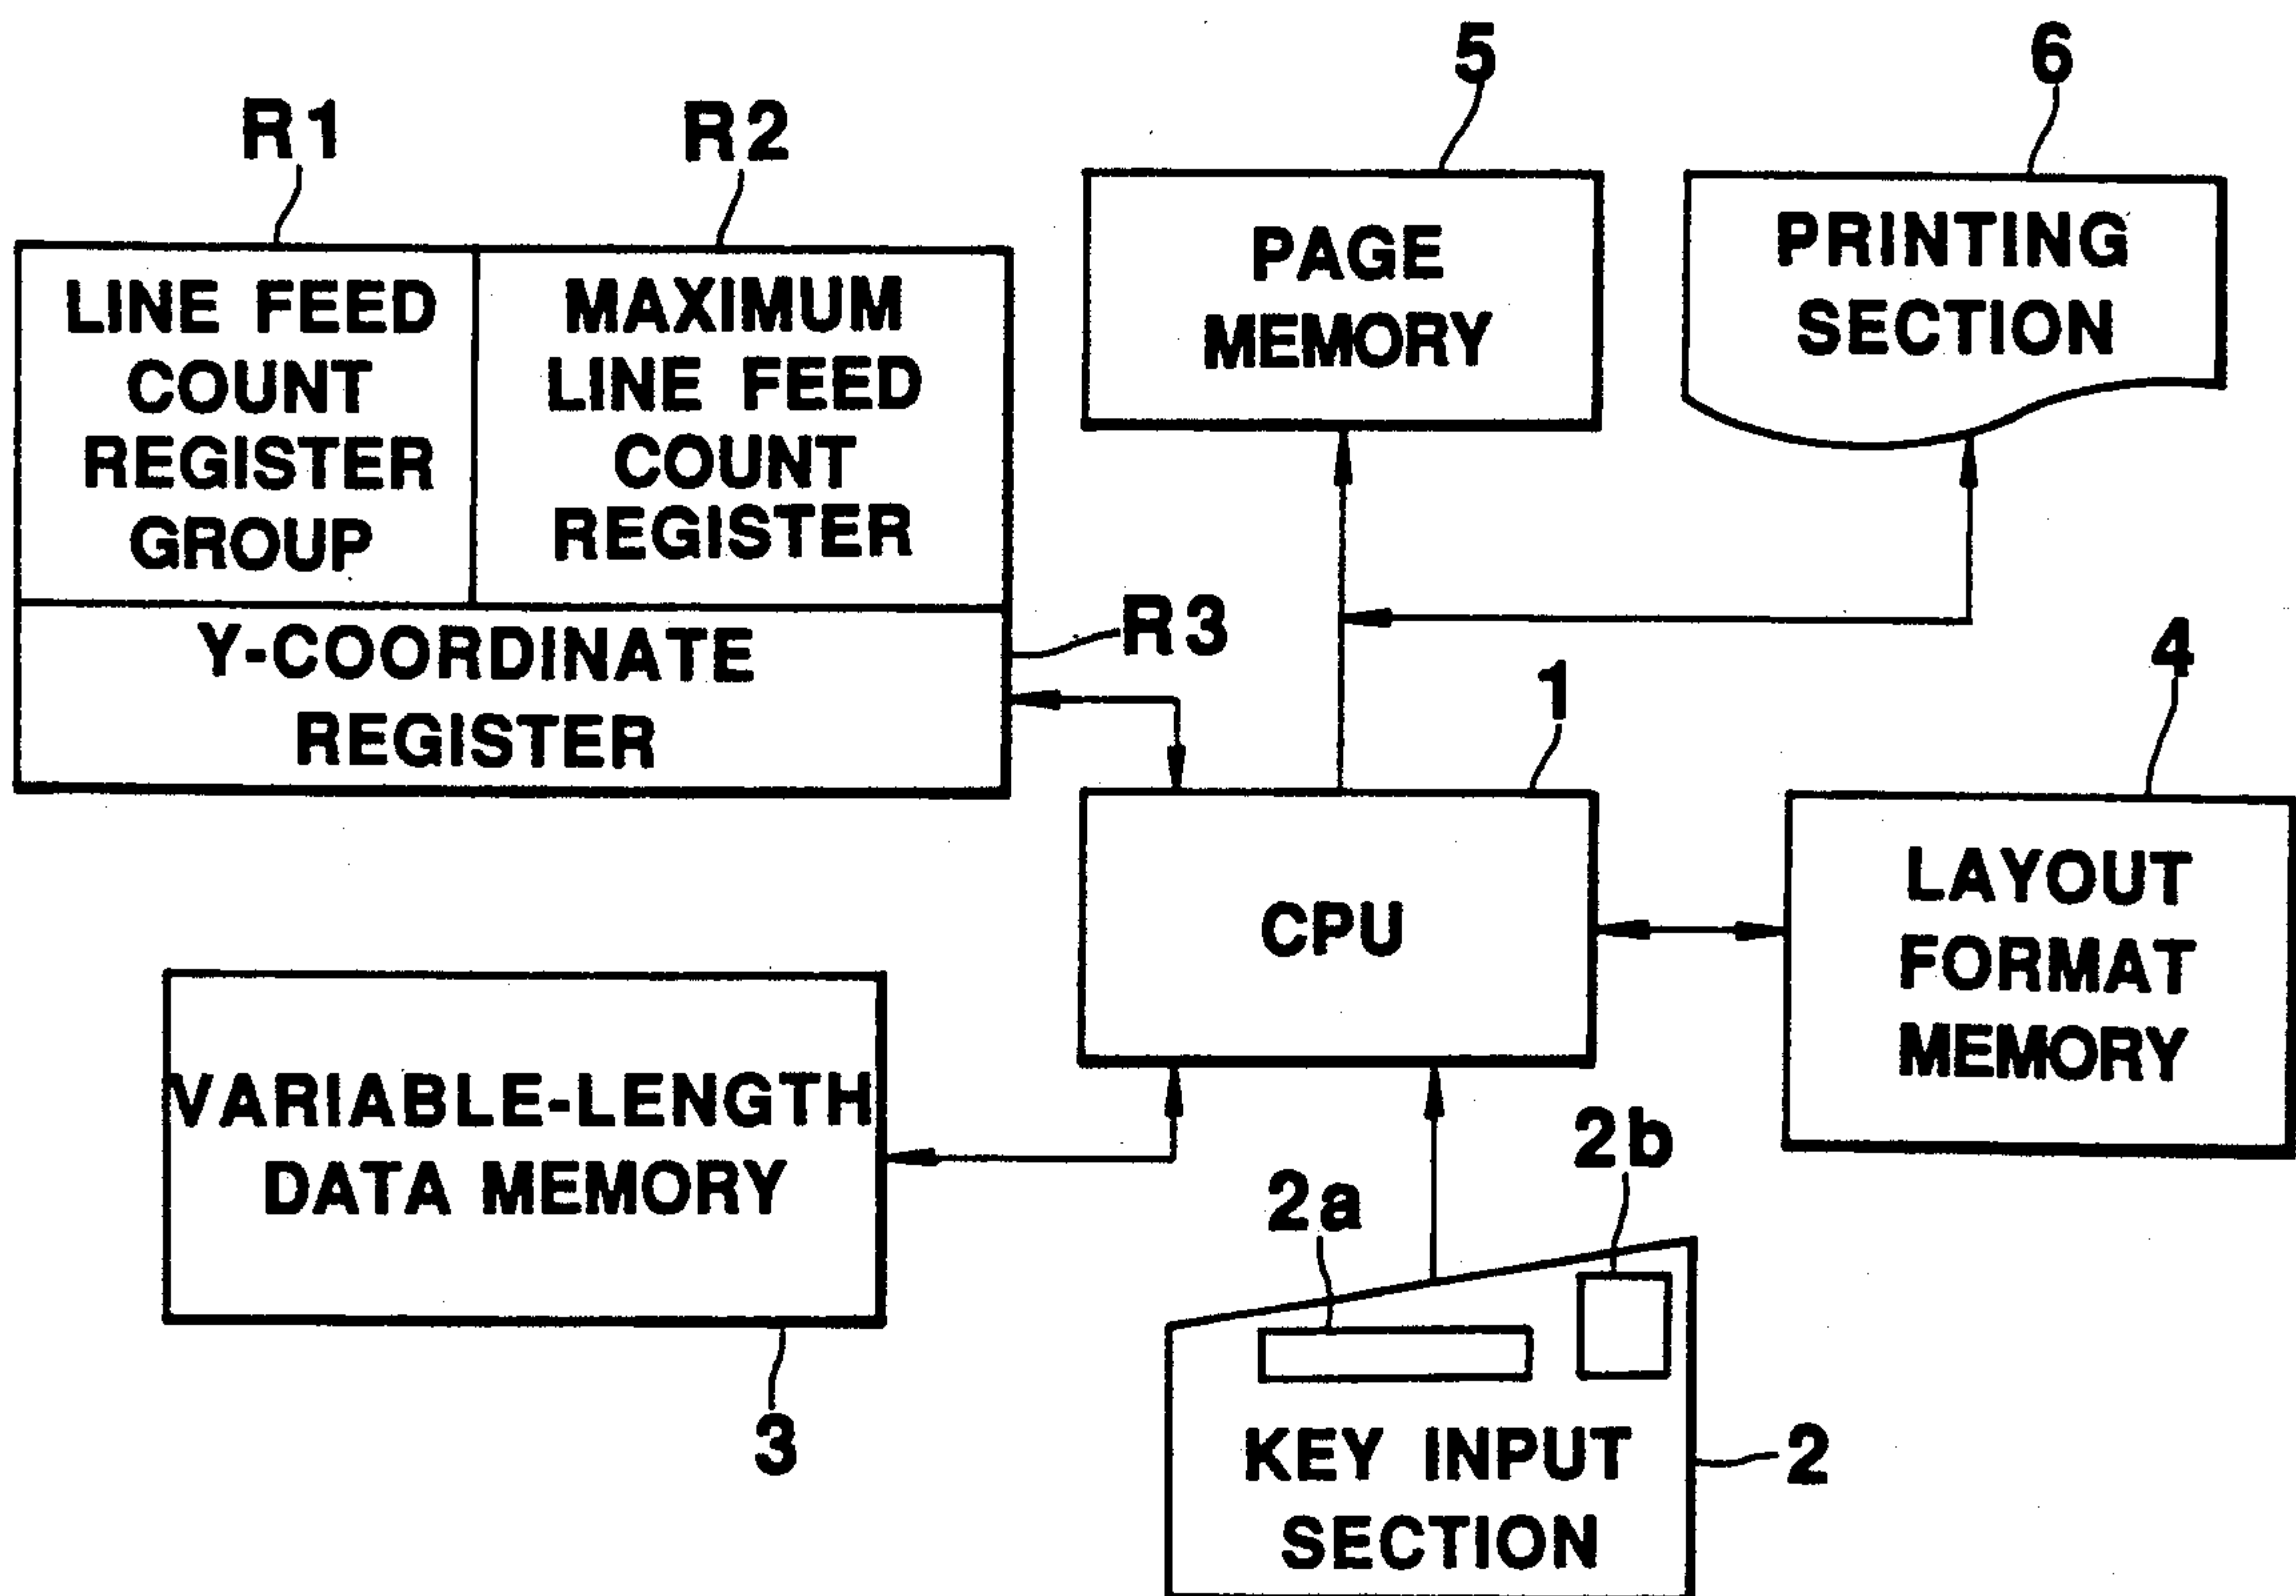 5
6
R1
R2
LINE FEED
COUNT
REGISTER
GROUP
MAXIMUM
LINE FEED
COUNT
REGISTER
PAGE
MEMORY
PRINTING
SECTION
Y-COORDINATE
REGISTER
R3
1
4
CPU
LAYOUT
FORMAT
MEMORY
VARIABLE-LENGTH
DATA MEMORY
3
2a
2b
KEY INPUT
SECTION
2